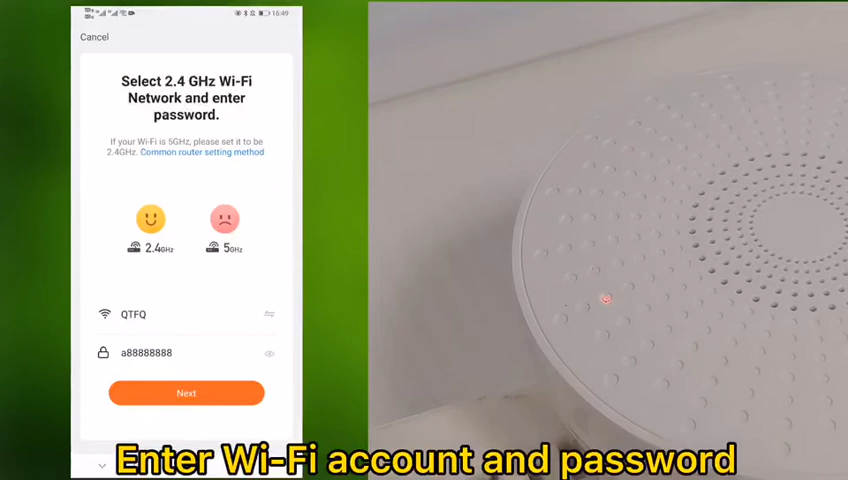 16:49
Cancel
Select 2.4 GHz Wi-Fi
Network and enter
password.
If your Wi-Fi is 5GHz, please set it to be
2.4GHz. Common router setting method
2.4GHz 5GHz
QTFQ
a88888888
Next
Enter Wi-Fi account and password